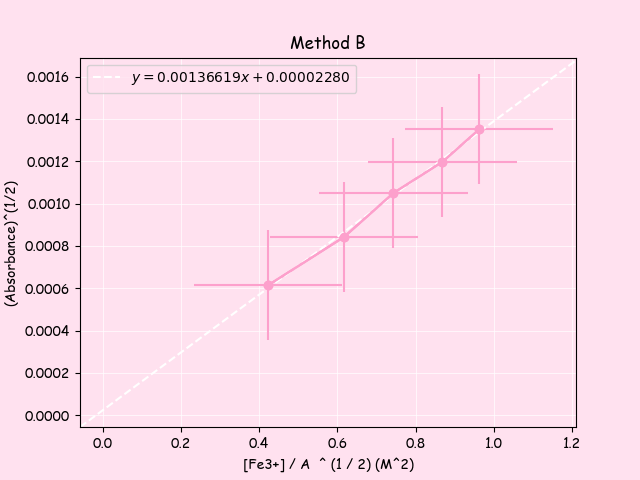 Method B
y = 0.00136619x + 0.00002280
0.0016
0.0014
0.0012
0.0010
0.0008
0.0006
0.0004
0.0002
0.0000
(Absorbance)^(1/2)
0.0 0.2 0.4 0.6 0.8 1.0 1.2
[Fe3+] / A ^ (1 / 2) (M^2)